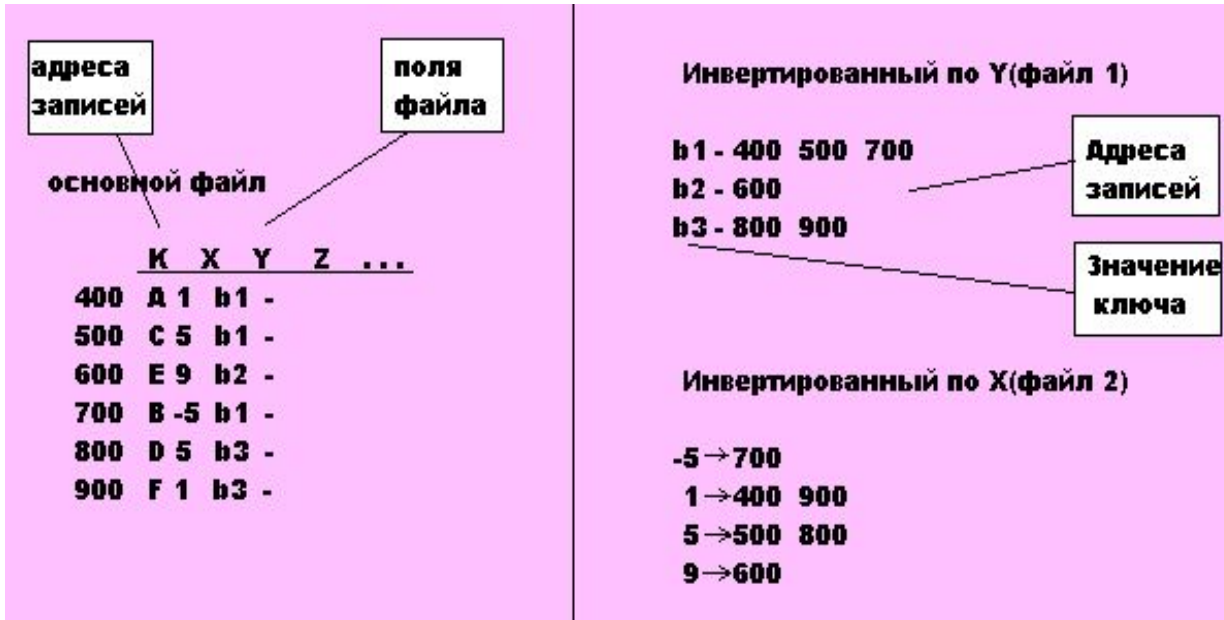 адреса
записей
поля
файла
основной файл
K X Y Z ...
400 A 1 b1 -
500 C 5 b1 -
600 E 9 b2 -
700 B -5 b1 -
800 D 5 b3 -
900 F 1 b3 -
Инвертированный по Y(файл 1)
b1 - 400 500 700
b2 - 600
b3 - 800 900
Адреса
записей
Значение
ключа
Инвертированный по X(файл 2)
-5→700
1→400 900
5→500 800
9→600